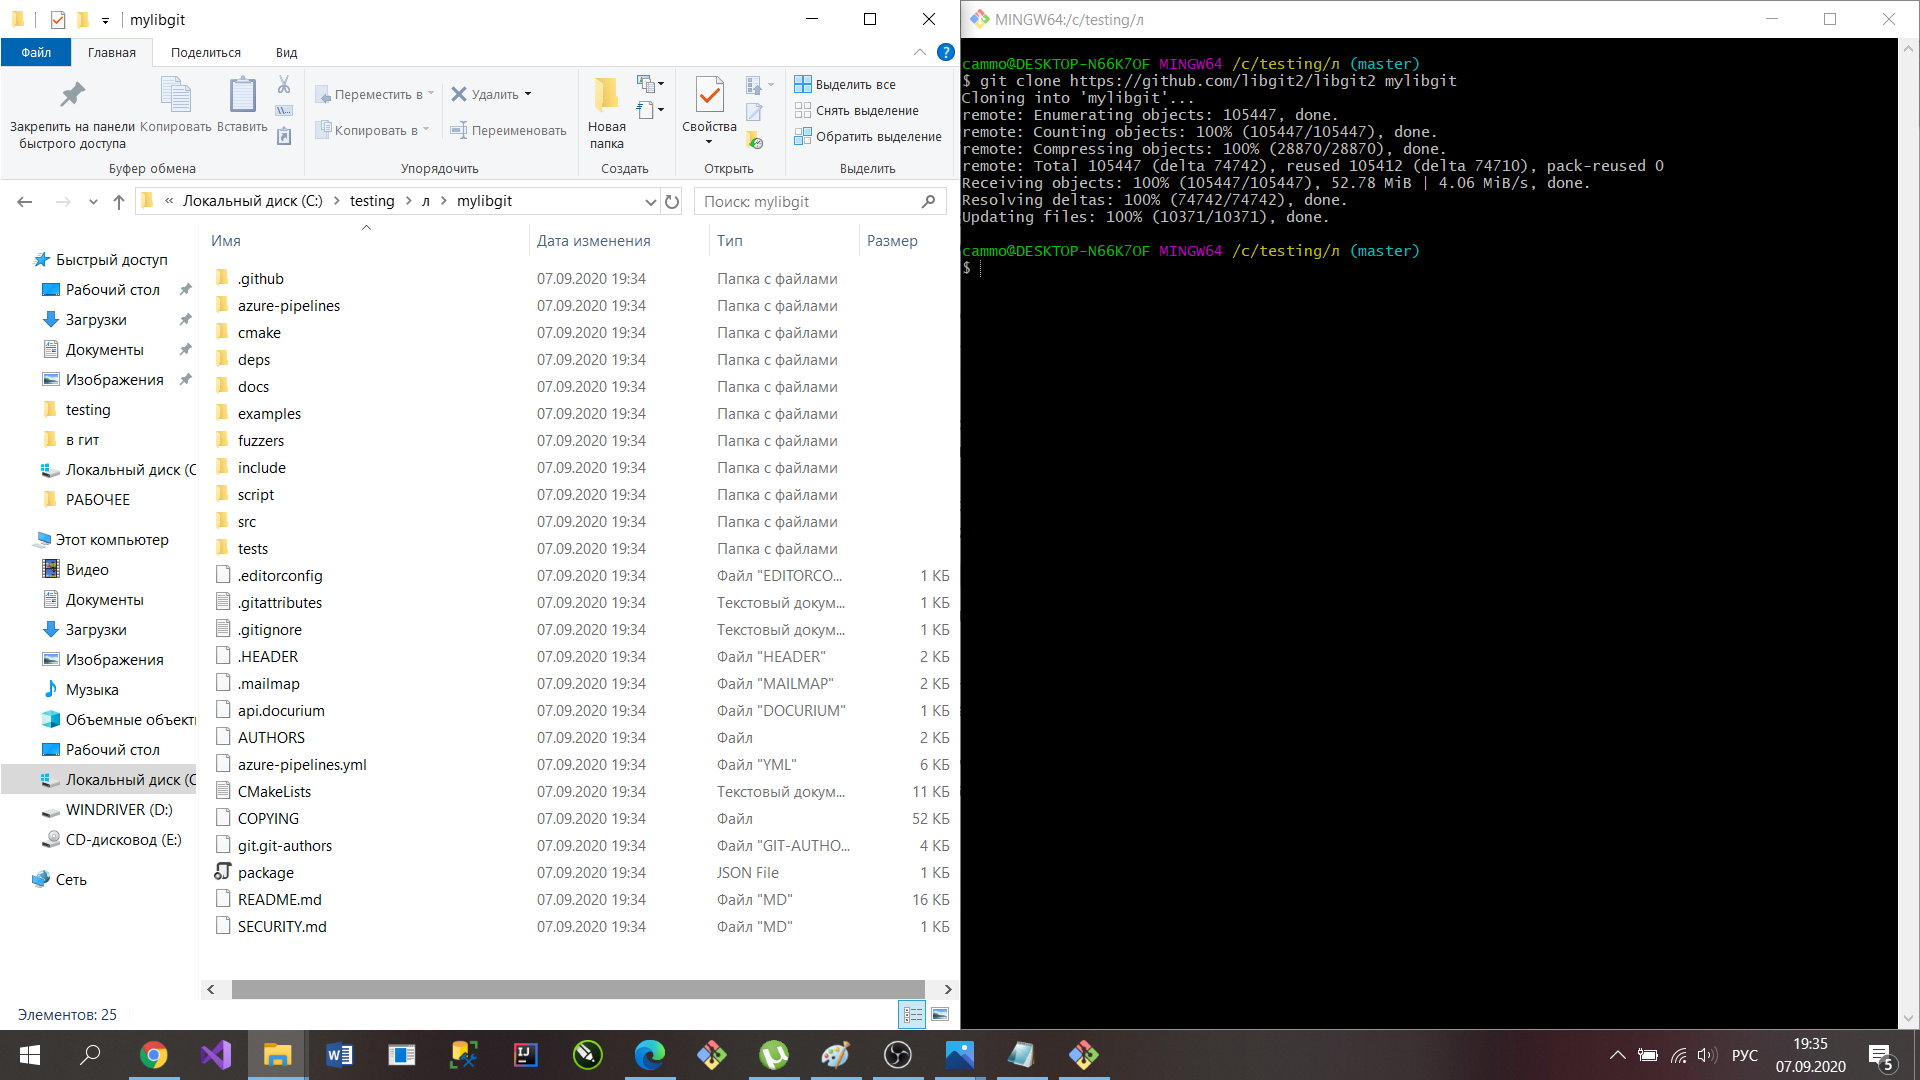 mylibgit
Файл
Главная
Поделиться
Вид
Закрепить на панели
быстрого доступа
Копировать
Вставить
Буфер обмена
Переместить в
Копировать в
Удалить
Переименовать
Упорядочить
Новая
папка
Создать
Свойства
Открыть
Выделить все
Снять выделение
Обратить выделение
Выделить
« Локальный диск (C:) > testing > л > mylibgit
Поиск: mylibgit
Быстрый доступ
Рабочий стол
Загрузки
Документы
Изображения
testing
в гит
Локальный диск (C
РАБОЧЕЕ
Этот компьютер
Видео
Документы
Загрузки
Изображения
Музыка
Объемные объект
Рабочий стол
Локальный диск (C
WINDRIVER (D:)
CD-дисковод (E:)
Сеть
Имя Дата изменения Тип Размер
.github 07.09.2020 19:34 Папка с файлами
azure-pipelines 07.09.2020 19:34 Папка с файлами
cmake 07.09.2020 19:34 Папка с файлами
deps 07.09.2020 19:34 Папка с файлами
docs 07.09.2020 19:34 Папка с файлами
examples 07.09.2020 19:34 Папка с файлами
fuzzers 07.09.2020 19:34 Папка с файлами
include 07.09.2020 19:34 Папка с файлами
script 07.09.2020 19:34 Папка с файлами
src 07.09.2020 19:34 Папка с файлами
tests 07.09.2020 19:34 Папка с файлами
.editorconfig 07.09.2020 19:34 Файл "EDITORCO... 1 КБ
.gitattributes 07.09.2020 19:34 Текстовый докум... 1 КБ
.gitignore 07.09.2020 19:34 Текстовый докум... 1 КБ
.HEADER 07.09.2020 19:34 Файл "HEADER" 2 КБ
.mailmap 07.09.2020 19:34 Файл "MAILMAP" 2 КБ
api.docurium 07.09.2020 19:34 Файл "DOCURIUM" 1 КБ
AUTHORS 07.09.2020 19:34 Файл 2 КБ
azure-pipelines.yml 07.09.2020 19:34 Файл "YML" 6 КБ
CMakeLists 07.09.2020 19:34 Текстовый докум... 11 КБ
COPYING 07.09.2020 19:34 Файл 52 КБ
git.git-authors 07.09.2020 19:34 Файл "GIT-AUTHO... 4 КБ
package 07.09.2020 19:34 JSON File 1 КБ
README.md 07.09.2020 19:34 Файл "MD" 16 КБ
SECURITY.md 07.09.2020 19:34 Файл "MD" 1 КБ
Элементов: 25
MINGW64:/c/testing/л
cammo@DESKTOP-N66K7OF MINGW64 /c/testing/л (master)
$ git clone https://github.com/libgit2/libgit2 mylibgit
Cloning into 'mylibgit'...
remote: Enumerating objects: 105447, done.
remote: Counting objects: 100% (105447/105447), done.
remote: Compressing objects: 100% (28870/28870), done.
remote: Total 105447 (delta 74742), reused 105412 (delta 74710), pack-reused 0
Receiving objects: 100% (105447/105447), 52.78 MiB | 4.06 MiB/s, done.
Resolving deltas: 100% (74742/74742), done.
Updating files: 100% (10371/10371), done.
cammo@DESKTOP-N66K7OF MINGW64 /c/testing/л (master)
$
РУС
19:35
07.09.2020
5